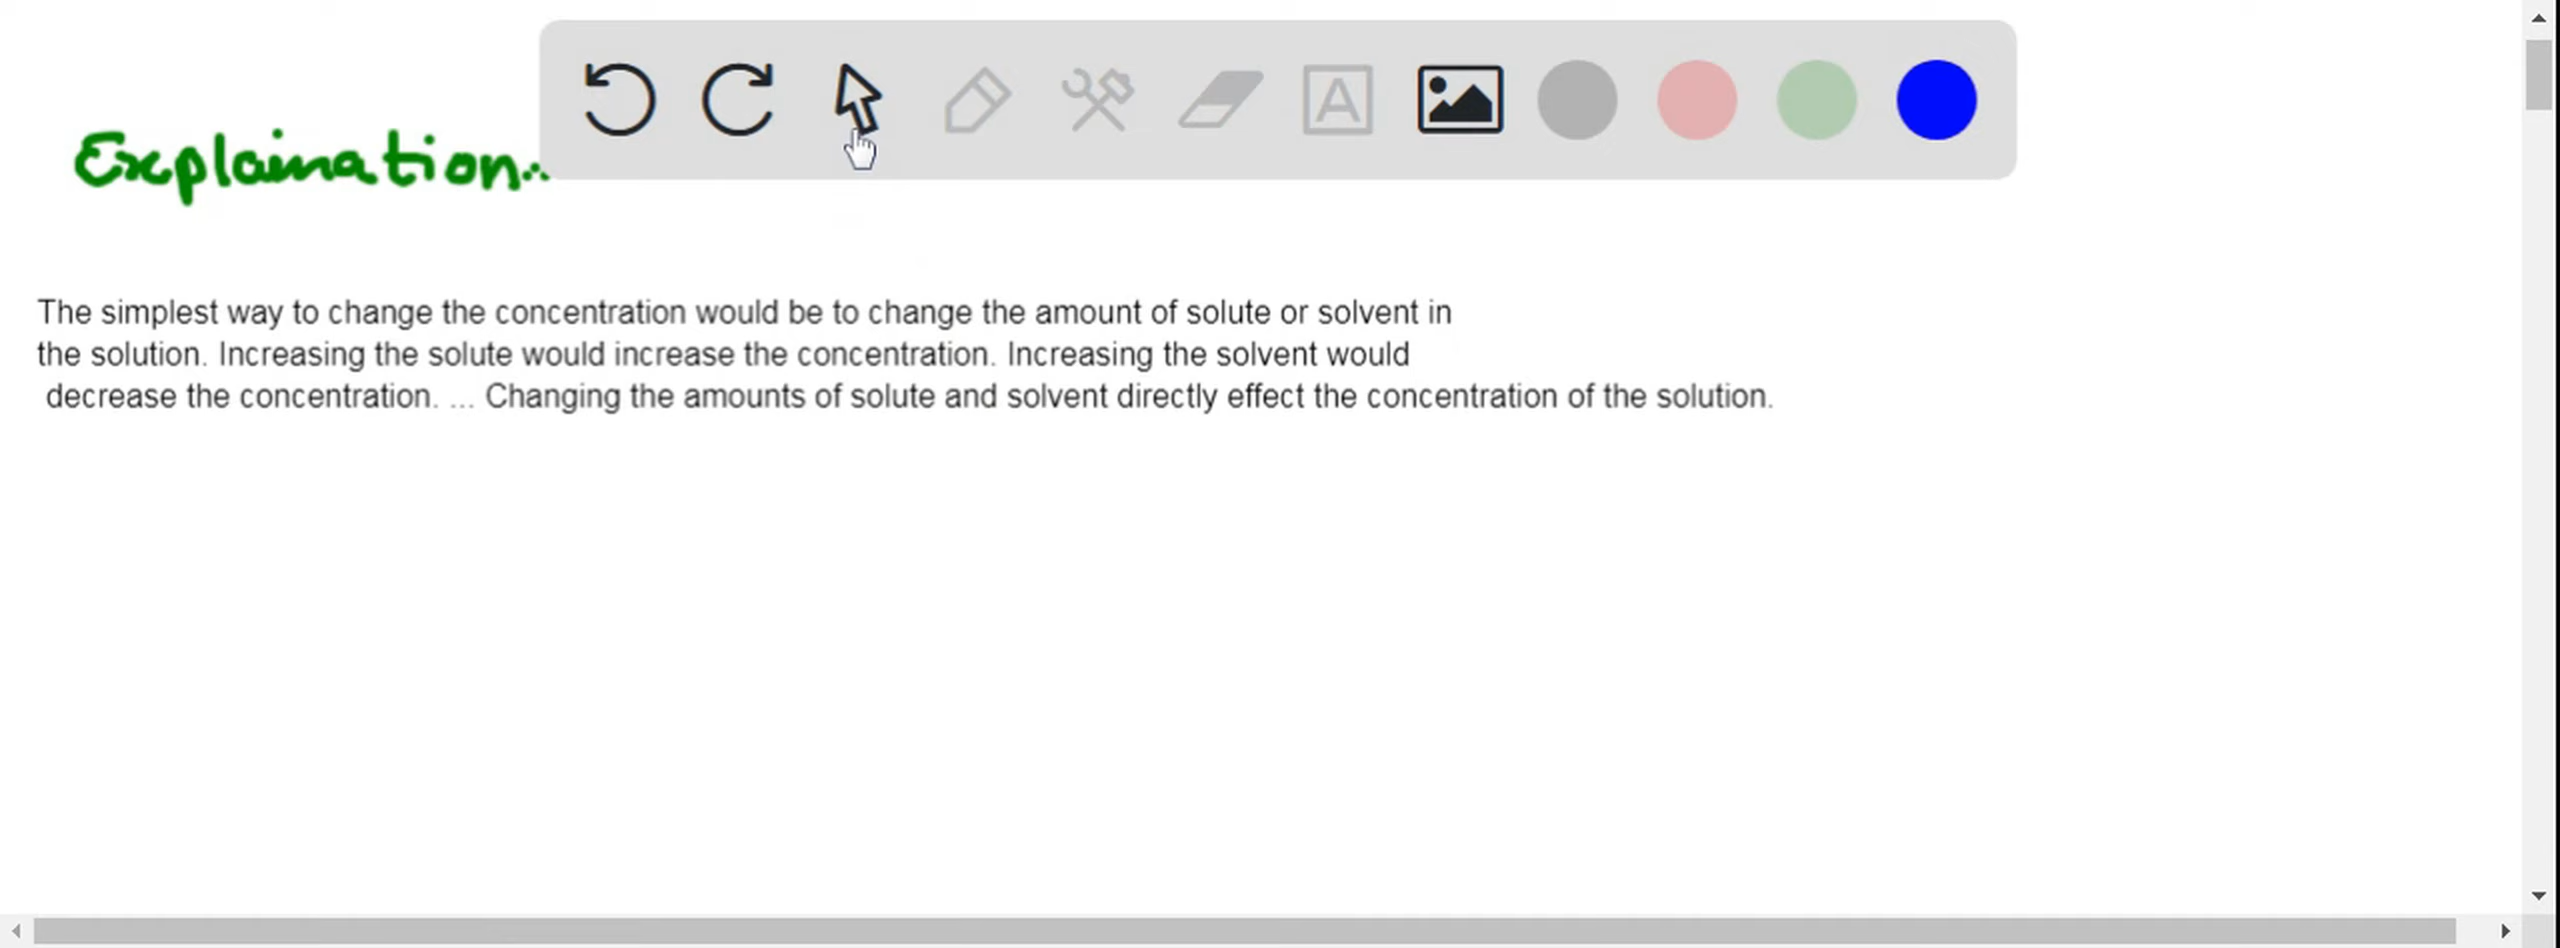 Explaination..
A
The simplest way to change the concentration would be to change the amount of solute or solvent in
the solution. Increasing the solute would increase the concentration. Increasing the solvent would
decrease the concentration. ... Changing the amounts of solute and solvent directly effect the concentration of the solution.